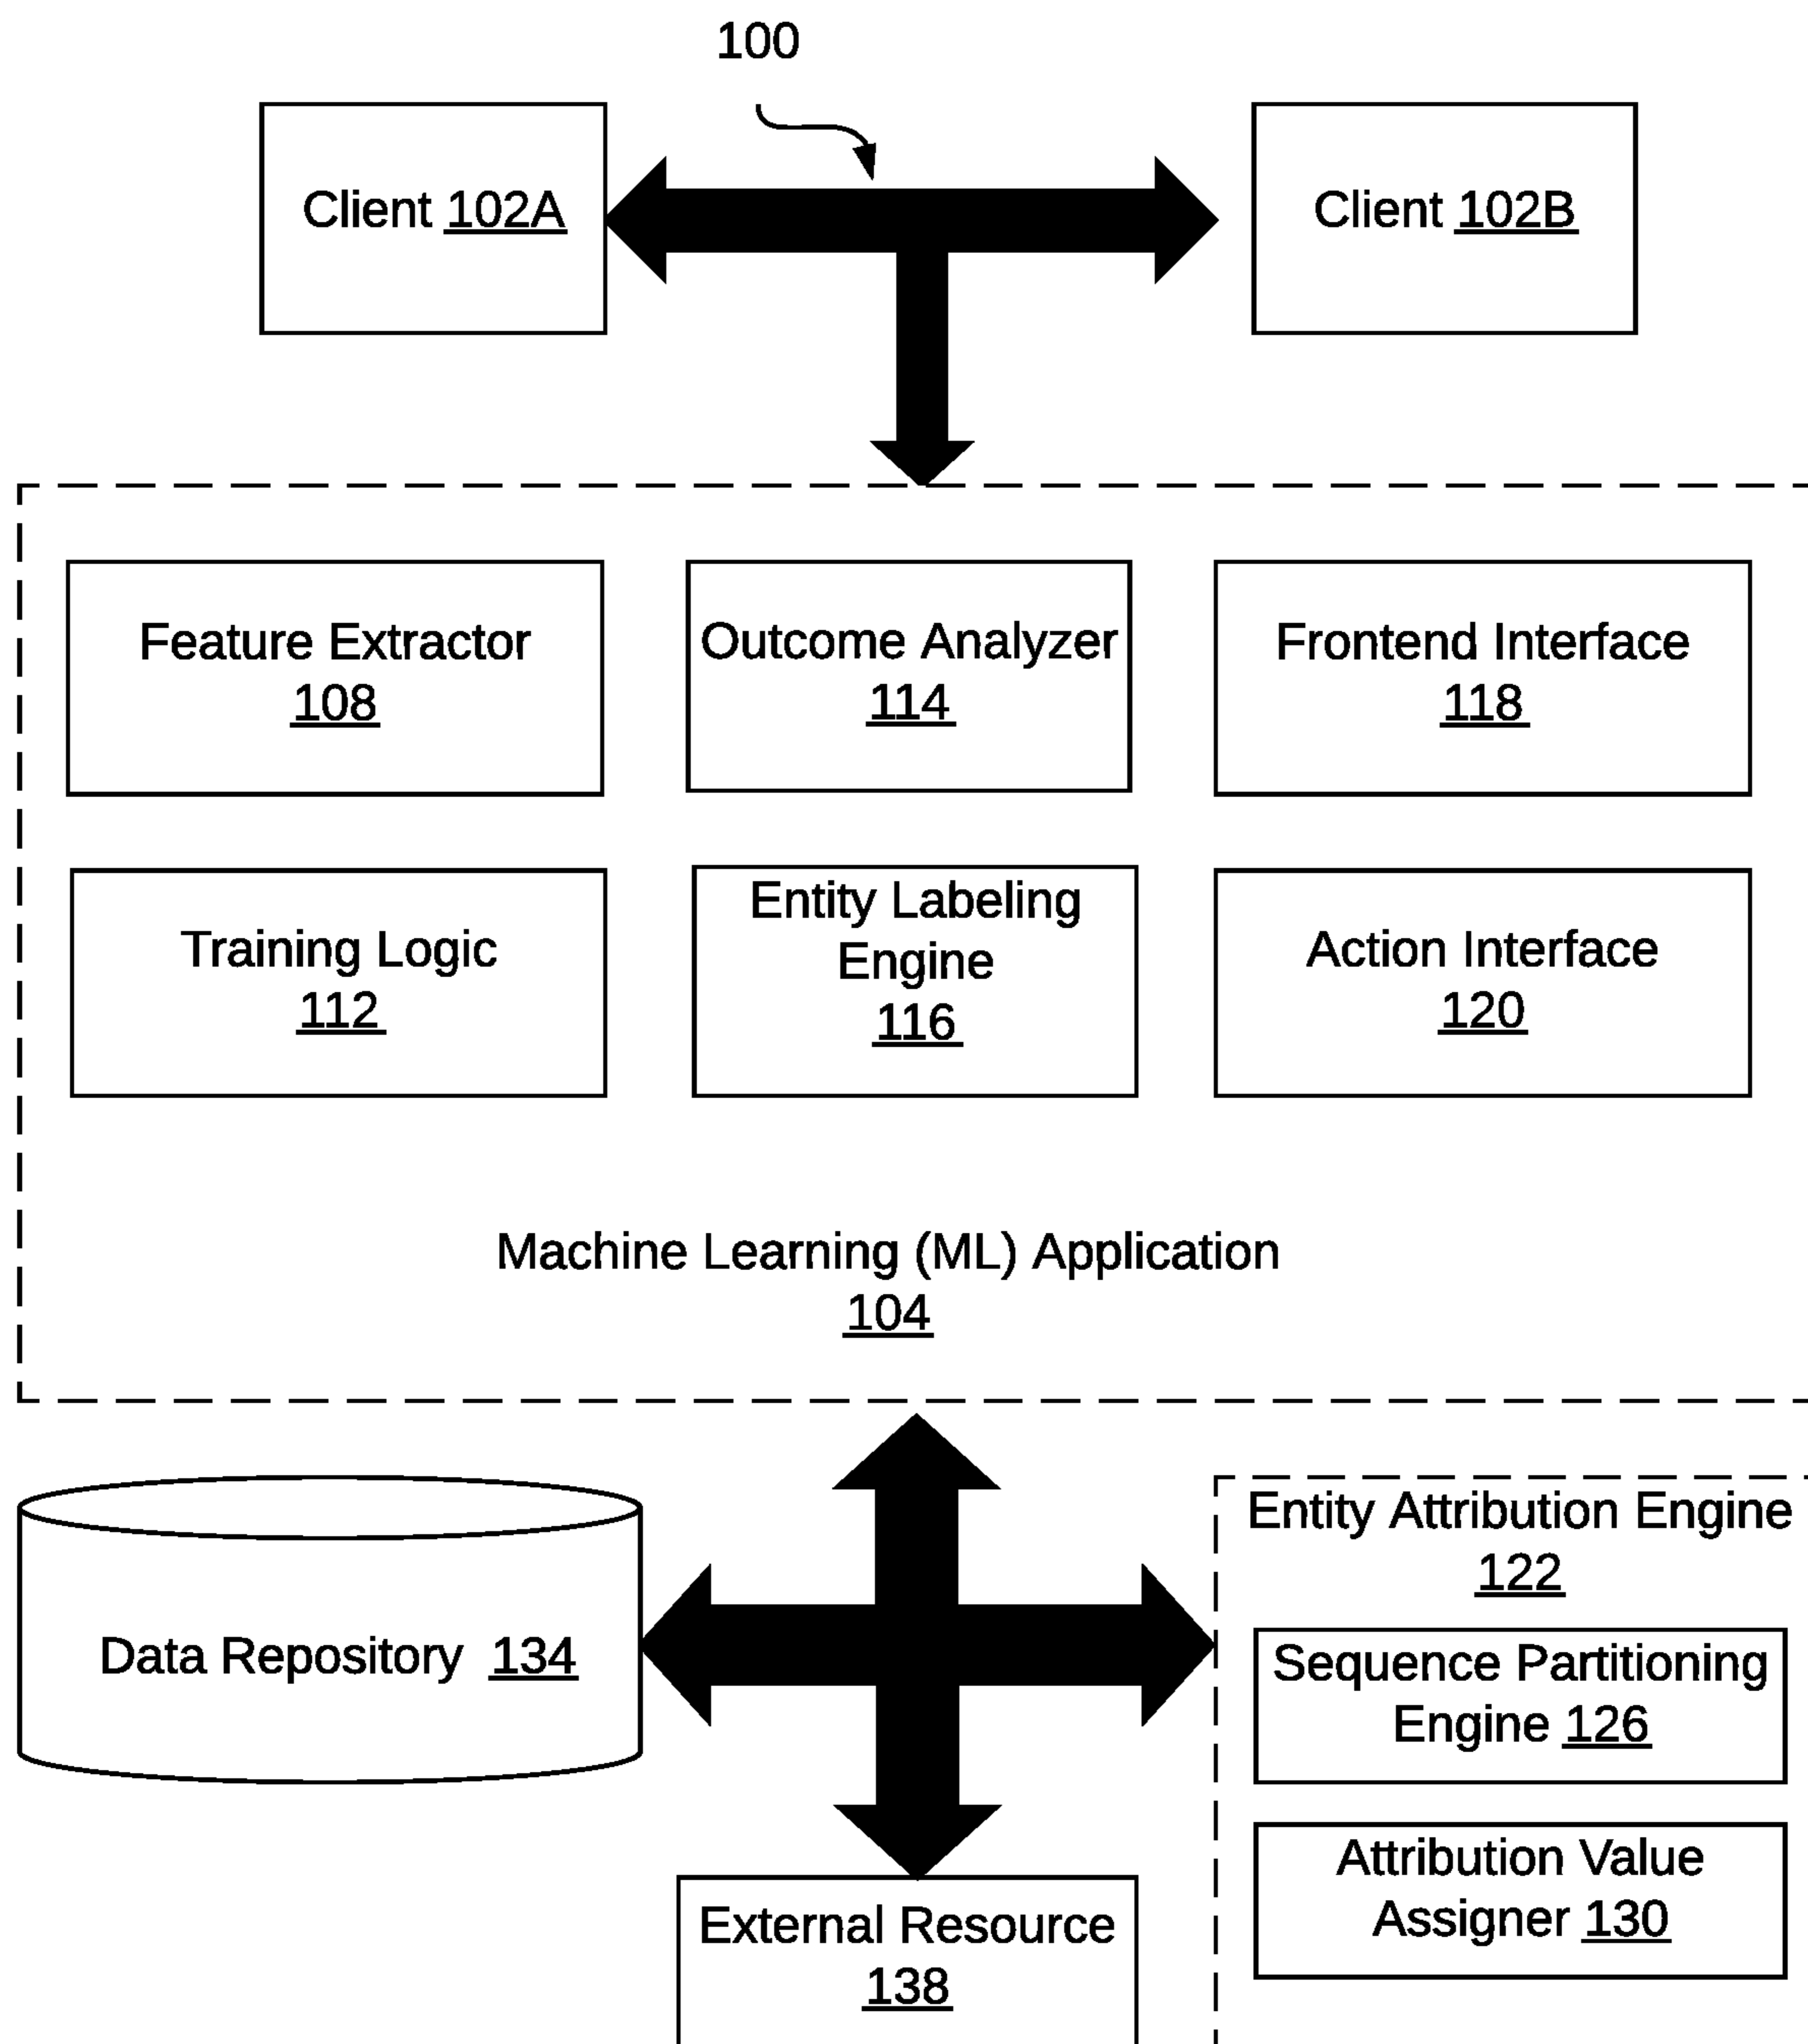 100
Client 102A
Client 102B
Feature Extractor
108
Outcome Analyzer
114
Frontend Interface
118
Training Logic
112
Entity Labeling
Engine
116
Action Interface
120
Machine Learning (ML) Application
104
Data Repository 134
Entity Attribution Engine
122
Sequence Partitioning
Engine 126
Attribution Value
Assigner 130
External Resource
138